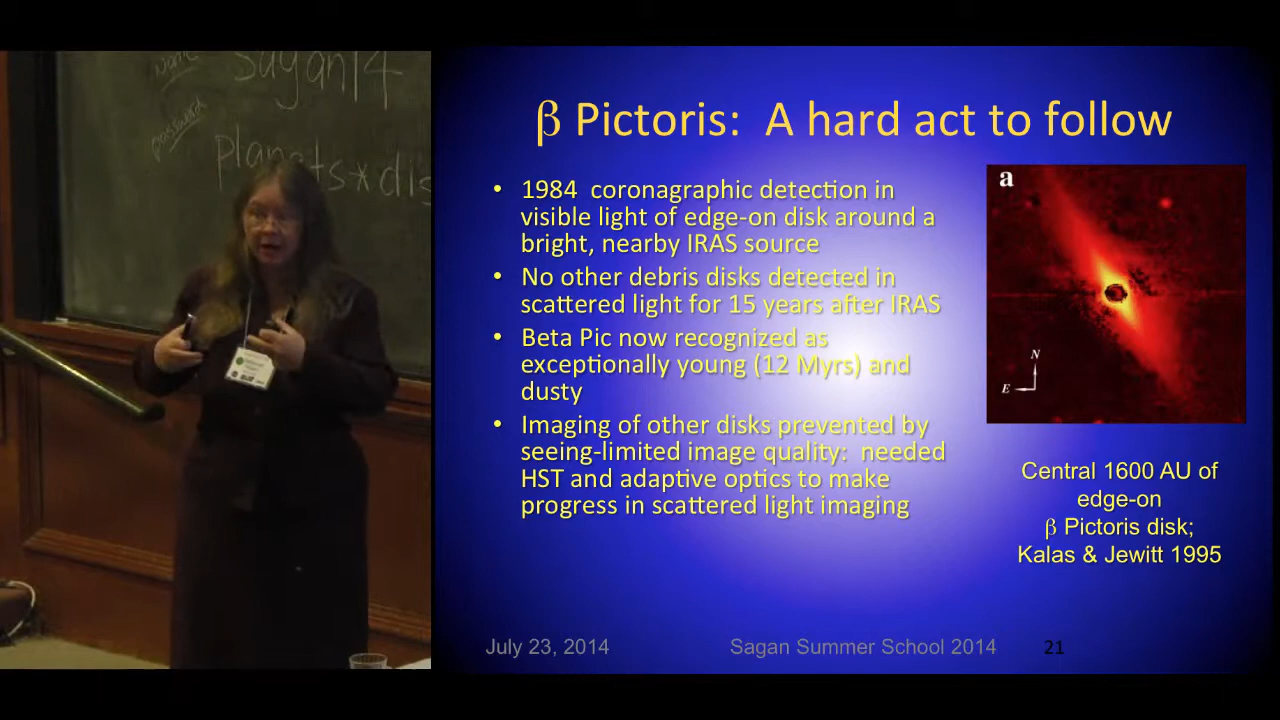 Name
sagan14
password
planets*dis
β Pictoris: A hard act to follow
• 1984 coronagraphic detection in
visible light of edge-on disk around a
bright, nearby IRAS source
• No other debris disks detected in
scattered light for 15 years after IRAS
• Beta Pic now recognized as
exceptionally young (12 Myrs) and
dusty
• Imaging of other disks prevented by
seeing-limited image quality: needed
HST and adaptive optics to make
progress in scattered light imaging
a
N
E
Central 1600 AU of
edge-on
β Pictoris disk;
Kalas & Jewitt 1995
July 23, 2014
Sagan Summer School 2014
21